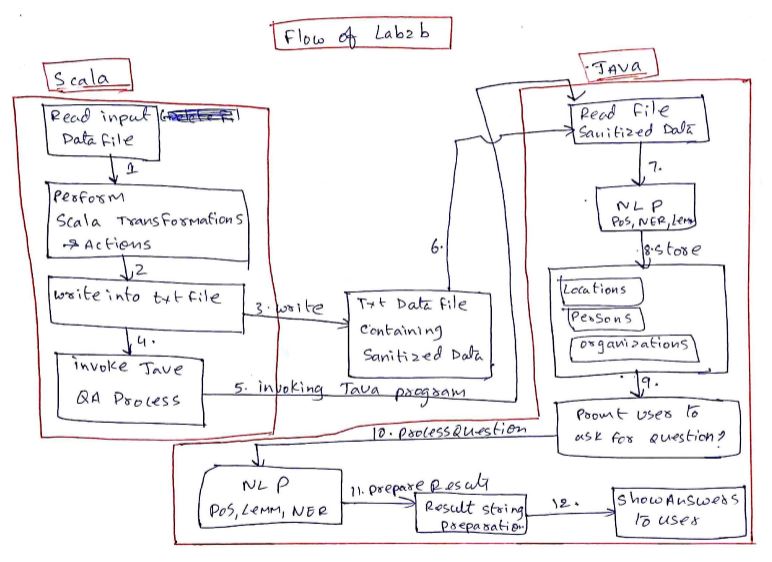 Flow of Lab2b
Scala
Read input
Data file
1
Perform
Scala Transformations
→ Actions
2
write into txt file
3. write
4.
invoke Jave
QA Process
5. invoking Java program
Txt Data file
Containing
Sanitized Data
6.
JAVA
Read File
Sanitized Data
7.
NLP
POS, NER, Lemm
8. store
Locations
Persons
Organizations
9.
Promt user to
ask for question?
10. process Question
NLP
POS, Lemm, NER
11. prepare Result
Result string
preparation
12.
Show Answers
to user